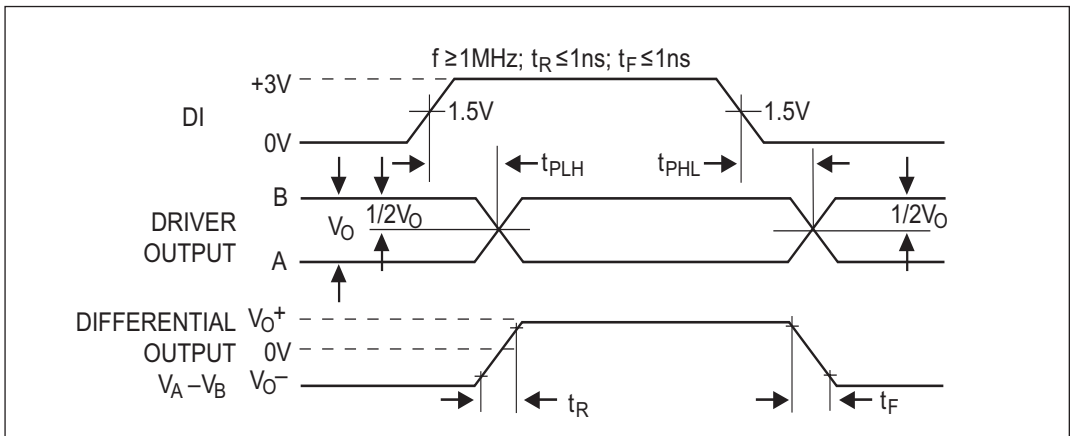 f ≥1MHz; tR ≤1ns; tF ≤1ns
+3V
DI
1.5V
1.5V
0V
tPLH
tPHL
B
DRIVER
OUTPUT
VO
1/2VO
1/2VO
A
DIFFERENTIAL
OUTPUT
VA –VB
VO+
0V
VO–
tR
tF